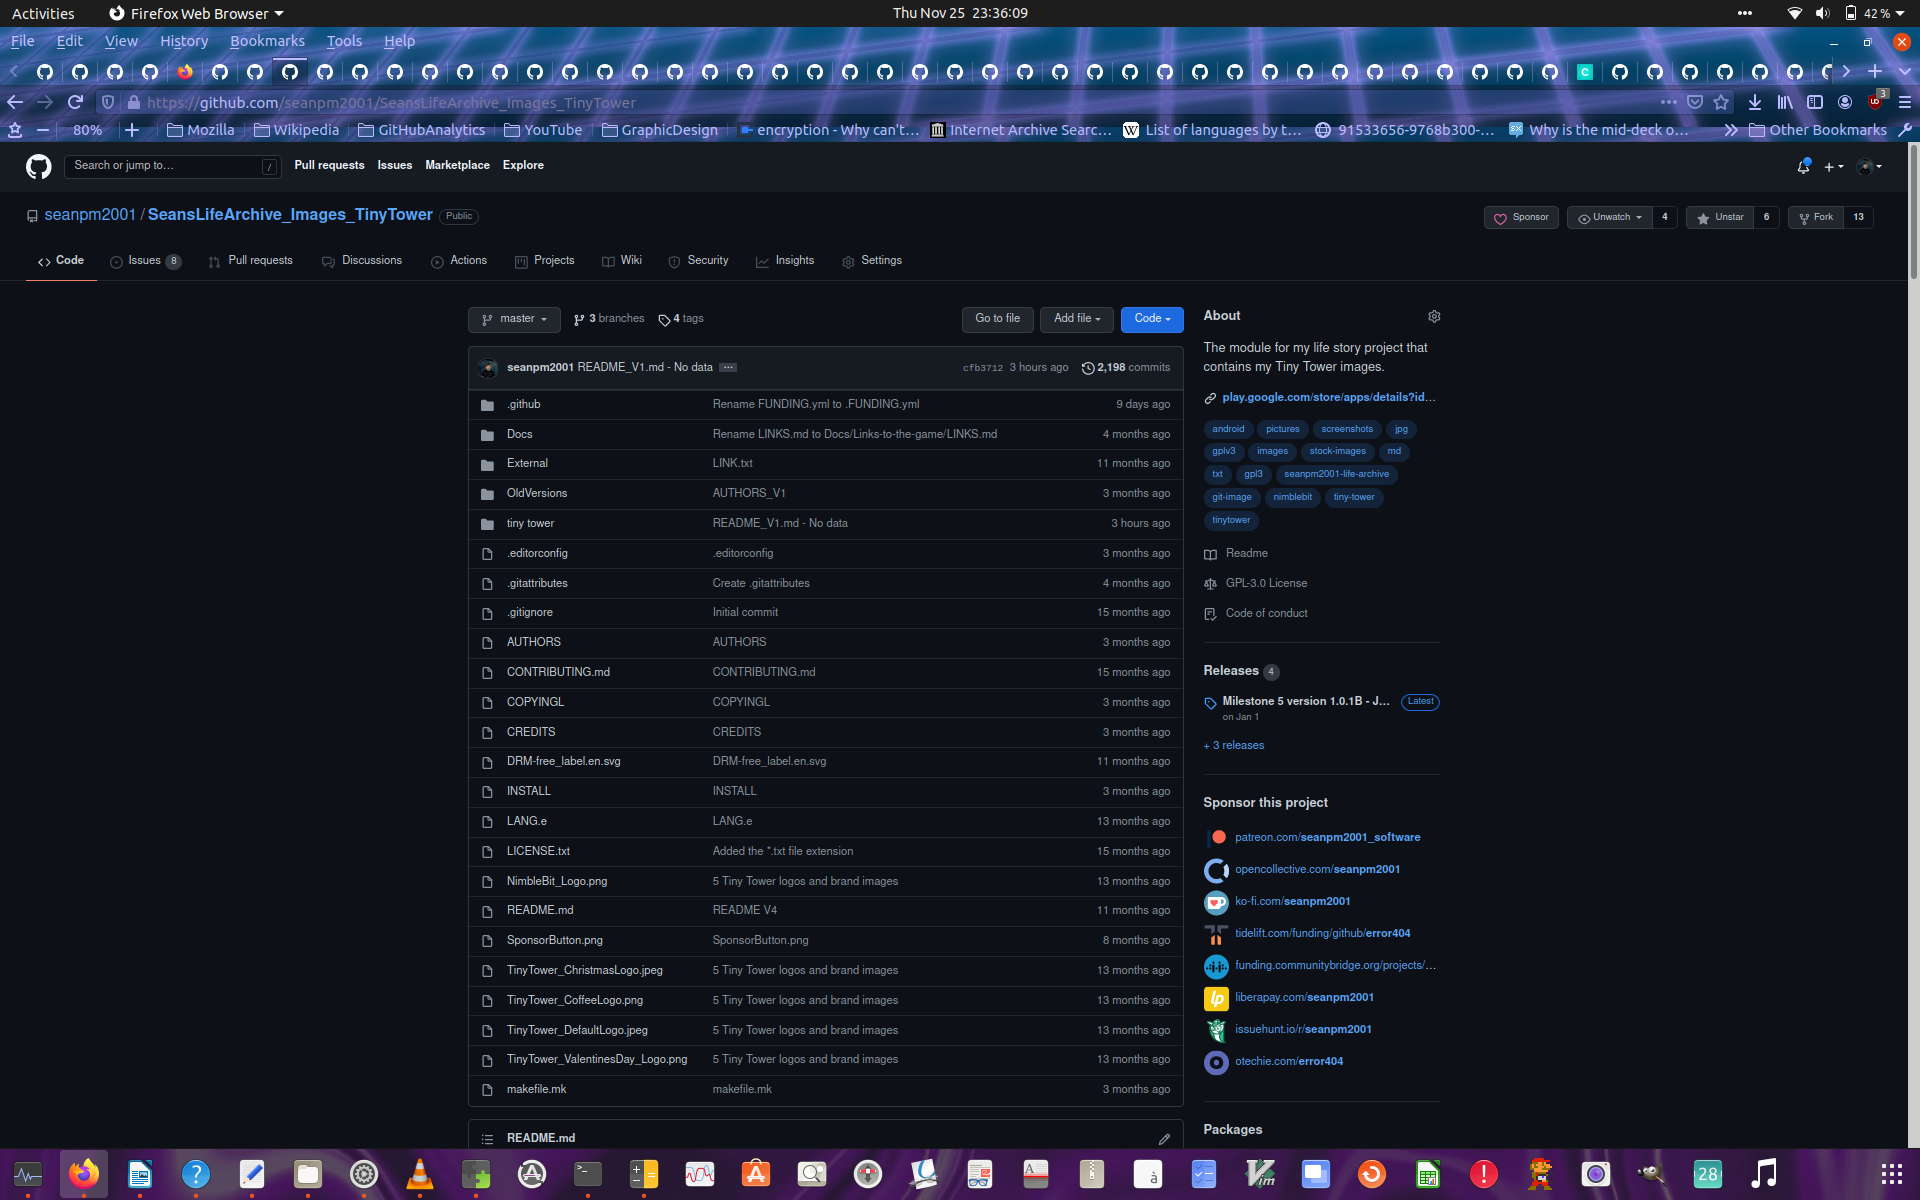 Activities Firefox Web Browser Thu Nov 25 23:36:09 42 %
File Edit View History Bookmarks Tools Help
https://github.com/seanpm2001/SeansLifeArchive_Images_TinyTower 3
80% Mozilla Wikipedia GitHubAnalytics YouTube GraphicDesign encryption - Why can't… Internet Archive Searc… List of languages by t… 91533656-9768b300-… Why is the mid-deck o… Other Bookmarks
Search or jump to… / Pull requests Issues Marketplace Explore
seanpm2001 / SeansLifeArchive_Images_TinyTower Public Sponsor Unwatch 4 Unstar 6 Fork 13
Code Issues 8 Pull requests Discussions Actions Projects Wiki Security Insights Settings
master 3 branches 4 tags Go to file Add file Code
seanpm2001 README_V1.md - No data ... cfb3712 3 hours ago 2,198 commits
.github Rename FUNDING.yml to .FUNDING.yml 9 days ago
Docs Rename LINKS.md to Docs/Links-to-the-game/LINKS.md 4 months ago
External LINK.txt 11 months ago
OldVersions AUTHORS_V1 3 months ago
tiny tower README_V1.md - No data 3 hours ago
.editorconfig .editorconfig 3 months ago
.gitattributes Create .gitattributes 4 months ago
.gitignore Initial commit 15 months ago
AUTHORS AUTHORS 3 months ago
CONTRIBUTING.md CONTRIBUTING.md 15 months ago
COPYINGL COPYINGL 3 months ago
CREDITS CREDITS 3 months ago
DRM-free_label.en.svg DRM-free_label.en.svg 11 months ago
INSTALL INSTALL 3 months ago
LANG.e LANG.e 13 months ago
LICENSE.txt Added the *.txt file extension 15 months ago
NimbleBit_Logo.png 5 Tiny Tower logos and brand images 13 months ago
README.md README V4 11 months ago
SponsorButton.png SponsorButton.png 8 months ago
TinyTower_ChristmasLogo.jpeg 5 Tiny Tower logos and brand images 13 months ago
TinyTower_CoffeeLogo.png 5 Tiny Tower logos and brand images 13 months ago
TinyTower_DefaultLogo.jpeg 5 Tiny Tower logos and brand images 13 months ago
TinyTower_ValentinesDay_Logo.png 5 Tiny Tower logos and brand images 13 months ago
makefile.mk makefile.mk 3 months ago
README.md
About
The module for my life story project that
contains my Tiny Tower images.
play.google.com/store/apps/details?id…
android pictures screenshots jpg
gplv3 images stock-images md
txt gpl3 seanpm2001-life-archive
git-image nimblebit tiny-tower
tinytower
Readme
GPL-3.0 License
Code of conduct
Releases 4
Milestone 5 version 1.0.1B - J… Latest
on Jan 1
+ 3 releases
Sponsor this project
patreon.com/seanpm2001_software
opencollective.com/seanpm2001
ko-fi.com/seanpm2001
tidelift.com/funding/github/error404
funding.communitybridge.org/projects/…
liberapay.com/seanpm2001
issuehunt.io/r/seanpm2001
otechie.com/error404
Packages
28